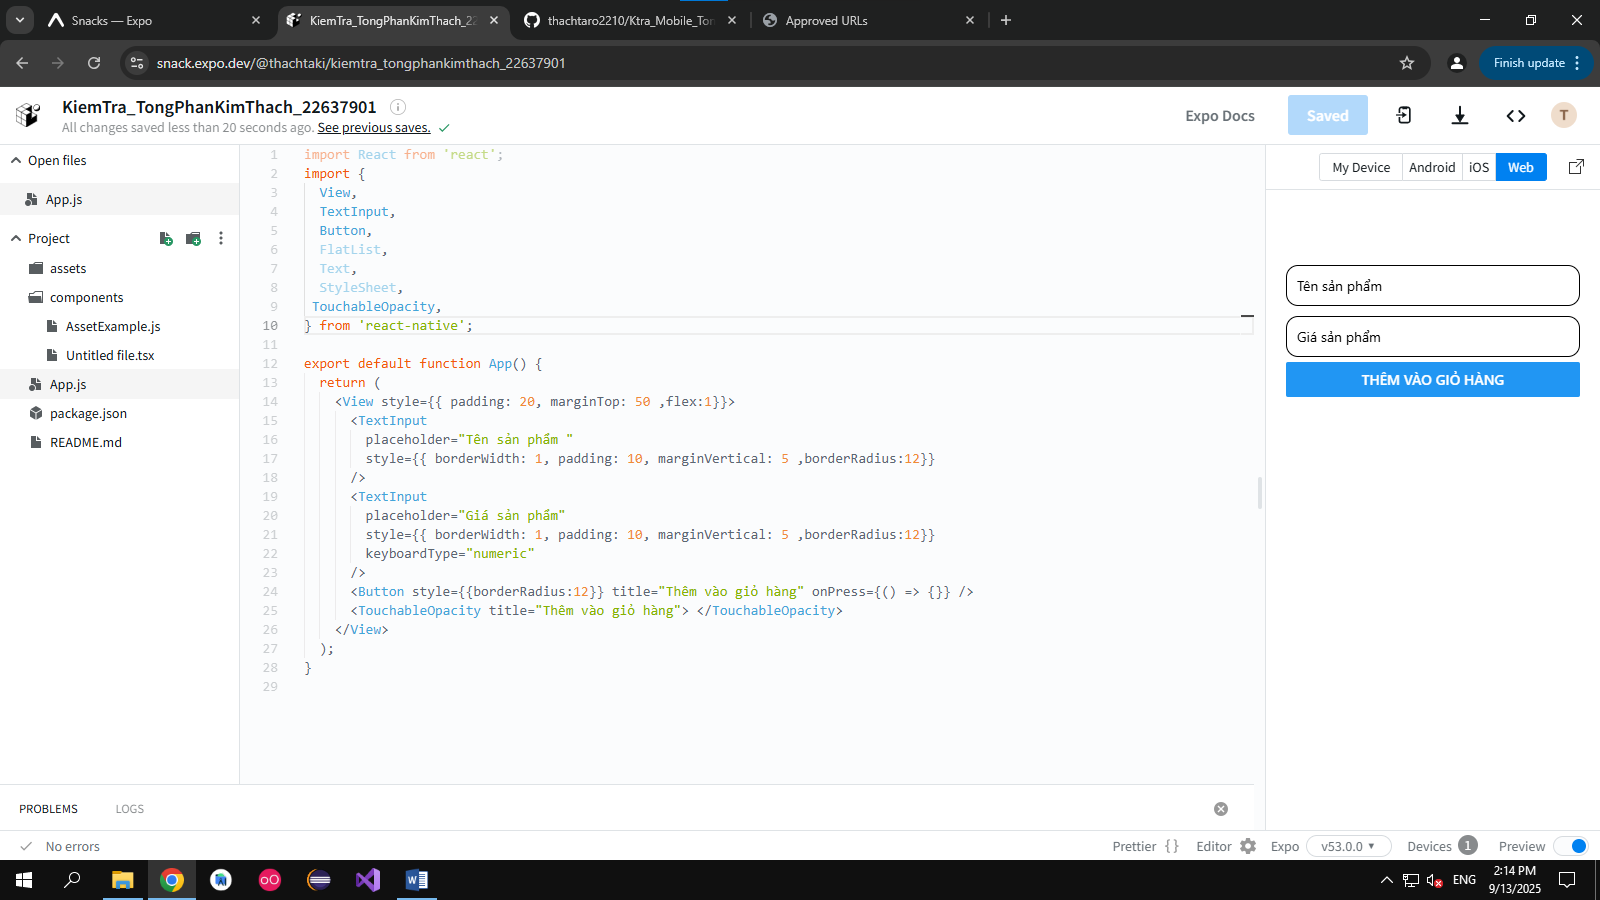 Snacks — Expo
KiemTra_TongPhanKimThach_22
thachtaro2210/Ktra_Mobile_Ton
Approved URLs
snack.expo.dev/@thachtaki/kiemtra_tongphankimthach_22637901
Finish update
KiemTra_TongPhanKimThach_22637901
All changes saved less than 20 seconds ago. See previous saves.
Expo Docs
Saved
T
Open files
App.js
Project
assets
components
AssetExample.js
Untitled file.tsx
App.js
package.json
README.md
1 import React from 'react';
2 import {
3 View,
4 TextInput,
5 Button,
6 FlatList,
7 Text,
8 StyleSheet,
9 TouchableOpacity,
10 } from 'react-native';
11
12 export default function App() {
13 return (
14 <View style={{ padding: 20, marginTop: 50 ,flex:1}}>
15 <TextInput
16 placeholder="Tên sản phẩm "
17 style={{ borderWidth: 1, padding: 10, marginVertical: 5 ,borderRadius:12}}
18 />
19 <TextInput
20 placeholder="Giá sản phẩm"
21 style={{ borderWidth: 1, padding: 10, marginVertical: 5 ,borderRadius:12}}
22 keyboardType="numeric"
23 />
24 <Button style={{borderRadius:12}} title="Thêm vào giỏ hàng" onPress={() => {}} />
25 <TouchableOpacity title="Thêm vào giỏ hàng"> </TouchableOpacity>
26 </View>
27 );
28 }
29
My Device
Android
iOS
Web
Tên sản phẩm
Giá sản phẩm
THÊM VÀO GIỎ HÀNG
PROBLEMS
LOGS
No errors
Prettier { }
Editor
Expo
v53.0.0
Devices 1
Preview
ENG
2:14 PM
9/13/2025